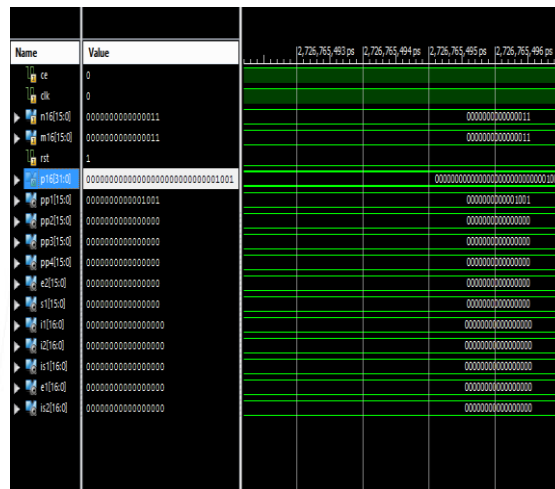 Name Value 2,726,765,493 ps 2,726,765,494 ps 2,726,765,495 ps 2,726,765,496 ps
ce 0
clk 0
n16[15:0] 0000000000000011 0000000000000011
m16[15:0] 0000000000000011 0000000000000011
rst 1
p16[31:0] 00000000000000000000000000001001
pp1[15:0] 0000000000001001 0000000000001001
pp2[15:0] 0000000000000000 0000000000000000
pp3[15:0] 0000000000000000 0000000000000000
pp4[15:0] 0000000000000000 0000000000000000
e2[15:0] 0000000000000000 0000000000000000
s1[15:0] 0000000000000000 0000000000000000
i1[16:0] 00000000000000000 00000000000000000
i2[16:0] 00000000000000000 00000000000000000
is1[16:0] 00000000000000000 00000000000000000
e1[16:0] 00000000000000000 00000000000000000
is2[16:0] 00000000000000000 00000000000000000